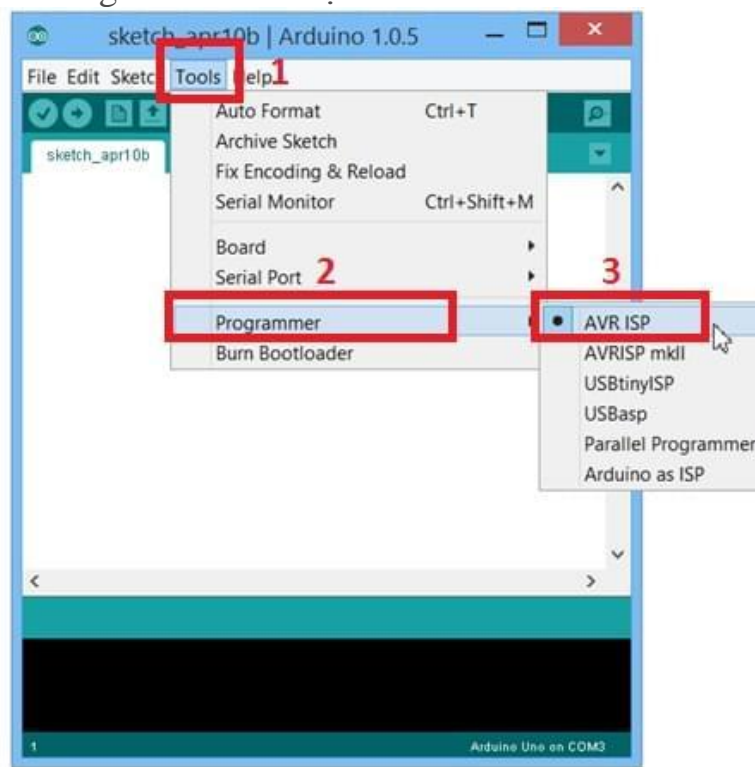 sketch_apr10b | Arduino 1.0.5
File Edit Sketc Tools elp
1
Auto Format Ctrl+T
Archive Sketch
sketch_apr10b
Fix Encoding & Reload
Serial Monitor Ctrl+Shift+M
Board
Serial Port
2
3
Programmer
AVR ISP
Burn Bootloader
AVRISP mkII
USBtinyISP
USBasp
Parallel Programmer
Arduino as ISP
1 Arduino Uno on COM3